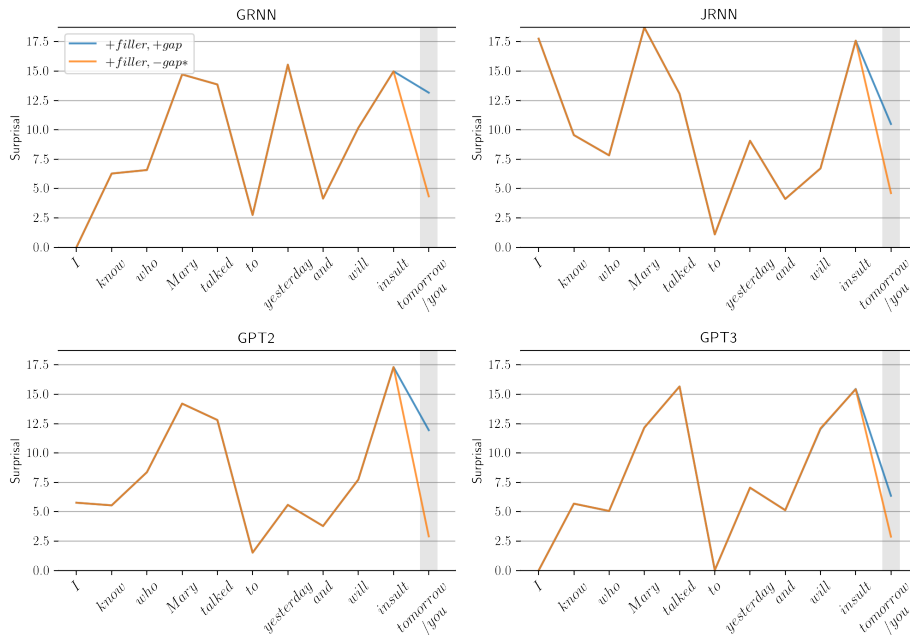 GRNN
Surprisal
17.5
15.0
12.5
10.0
7.5
5.0
2.5
0.0
+filler, +gap
+filler, −gap*
I
know
who
Mary
talked
to
yesterday
and
will
insult
tomorrow
/you
JRNN
Surprisal
17.5
15.0
12.5
10.0
7.5
5.0
2.5
0.0
I
know
who
Mary
talked
to
yesterday
and
will
insult
tomorrow
/you
GPT2
Surprisal
17.5
15.0
12.5
10.0
7.5
5.0
2.5
0.0
I
know
who
Mary
talked
to
yesterday
and
will
insult
tomorrow
/you
GPT3
Surprisal
17.5
15.0
12.5
10.0
7.5
5.0
2.5
0.0
I
know
who
Mary
talked
to
yesterday
and
will
insult
tomorrow
/you